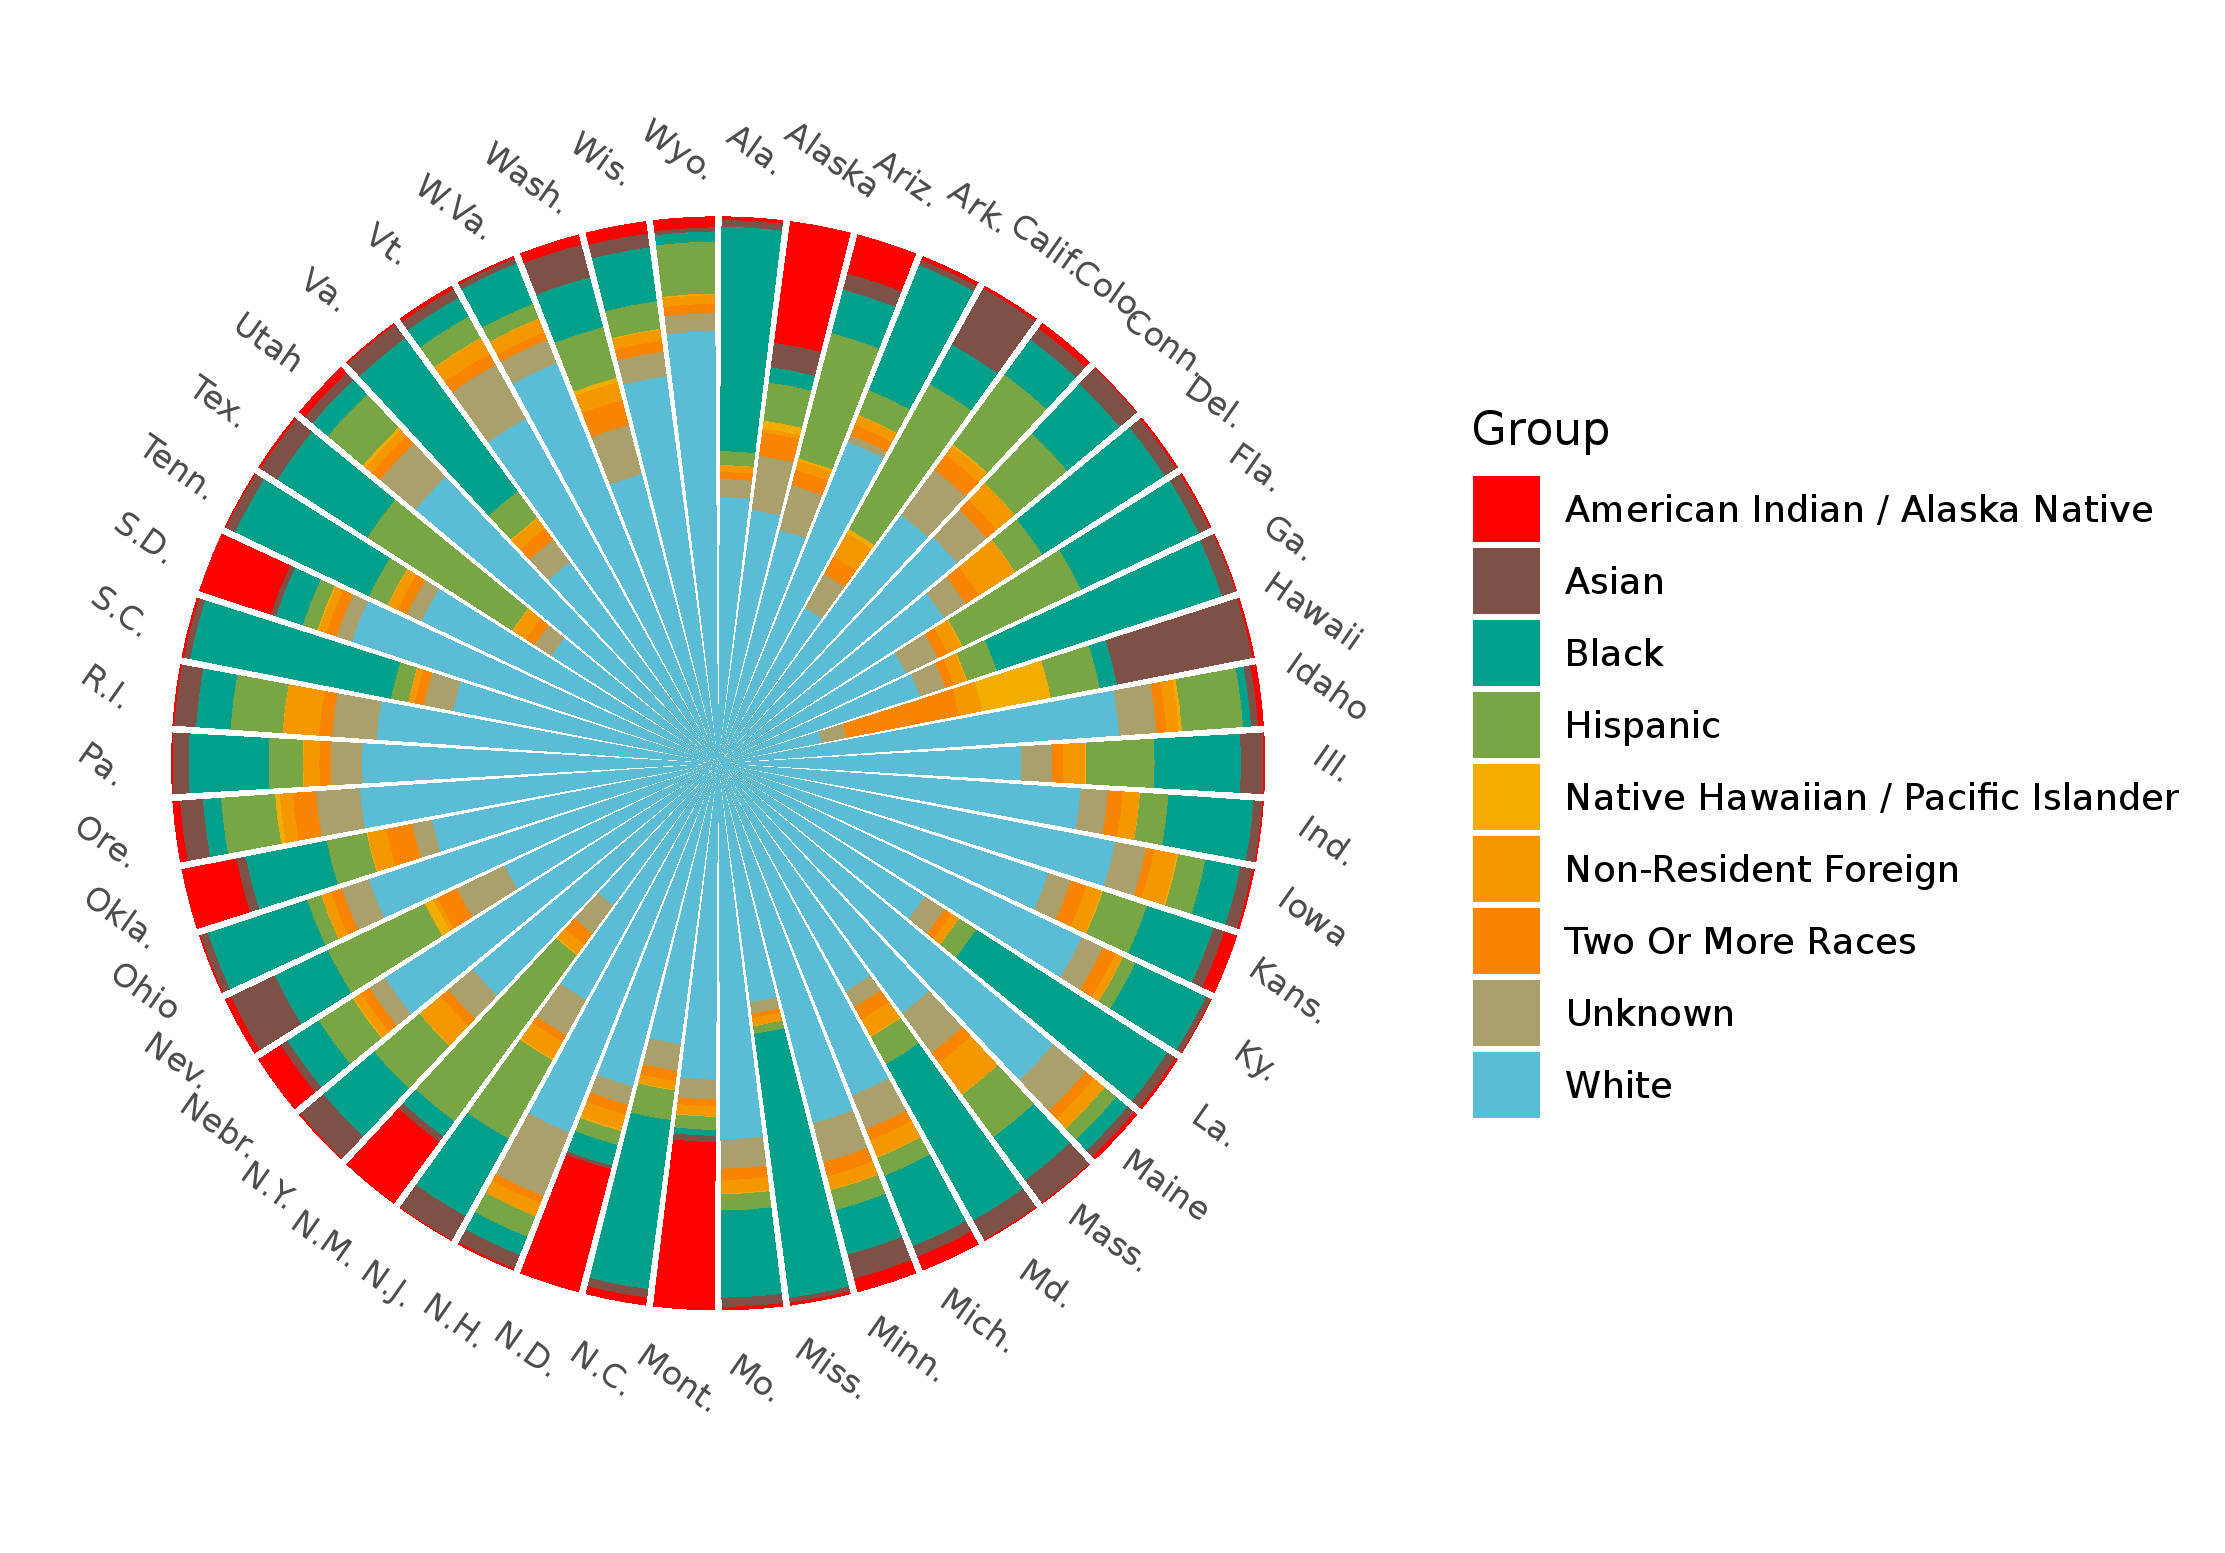 Ala.
Alaska
Ariz.
Ark.
Calif.
Colo.
Conn.
Del.
Fla.
Ga.
Hawaii
Idaho
Ill.
Ind.
Iowa
Kans.
Ky.
La.
Maine
Mass.
Md.
Mich.
Minn.
Miss.
Mo.
Mont.
N.C.
N.D.
N.H.
N.J.
N.M.
N.Y.
Nebr.
Nev.
Ohio
Okla.
Ore.
Pa.
R.I.
S.C.
S.D.
Tenn.
Tex.
Utah
Va.
Vt.
W.Va.
Wash.
Wis.
Wyo.
Group
American Indian / Alaska Native
Asian
Black
Hispanic
Native Hawaiian / Pacific Islander
Non-Resident Foreign
Two Or More Races
Unknown
White